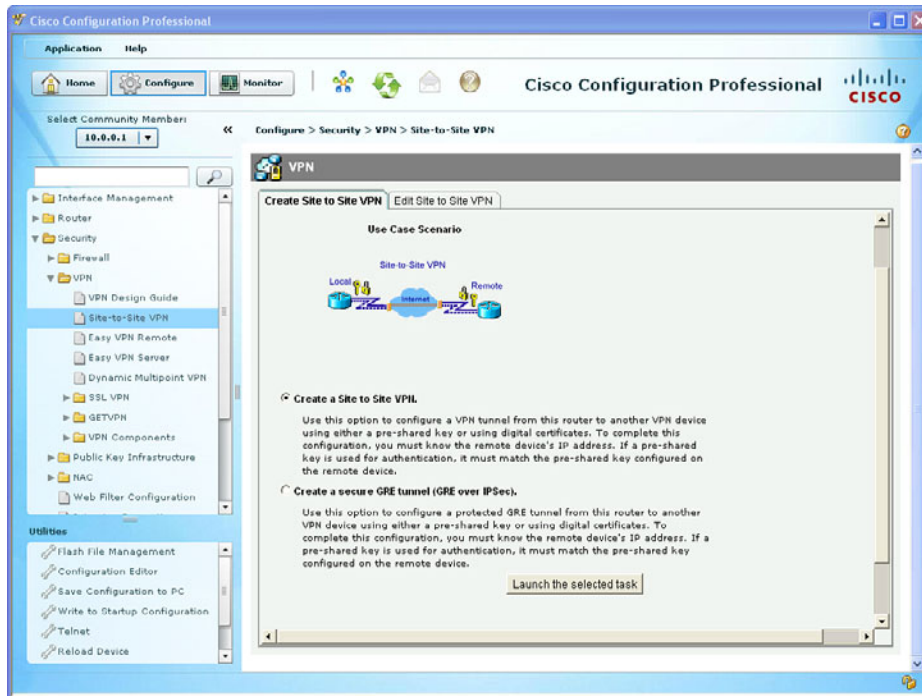 Cisco Configuration Professional
Application Help
Home Configure Monitor
Cisco Configuration Professional
CISCO
Select Community Member:
10.0.0.1
Configure > Security > VPN > Site-to-Site VPN
Interface Management
Router
Security
Firewall
VPN
VPN Design Guide
Site-to-Site VPN
Easy VPN Remote
Easy VPN Server
Dynamic Multipoint VPN
SSL VPN
GETVPN
VPN Components
Public Key Infrastructure
NAC
Web Filter Configuration
Utilities
Flash File Management
Configuration Editor
Save Configuration to PC
Write to Startup Configuration
Telnet
Reload Device
VPN
Create Site to Site VPN Edit Site to Site VPN
Use Case Scenario
Site-to-Site VPN
Local
Internet
Remote
Create a Site to Site VPN.
Use this option to configure a VPN tunnel from this router to another VPN device
using either a pre-shared key or using digital certificates. To complete this
configuration, you must know the remote device's IP address. If a pre-shared
key is used for authentication, it must match the pre-shared key configured on
the remote device.
Create a secure GRE tunnel (GRE over IPSec).
Use this option to configure a protected GRE tunnel from this router to another
VPN device using either a pre-shared key or using digital certificates. To
complete this configuration, you must know the remote device's IP address. If a
pre-shared key is used for authentication, it must match the pre-shared key
configured on the remote device.
Launch the selected task